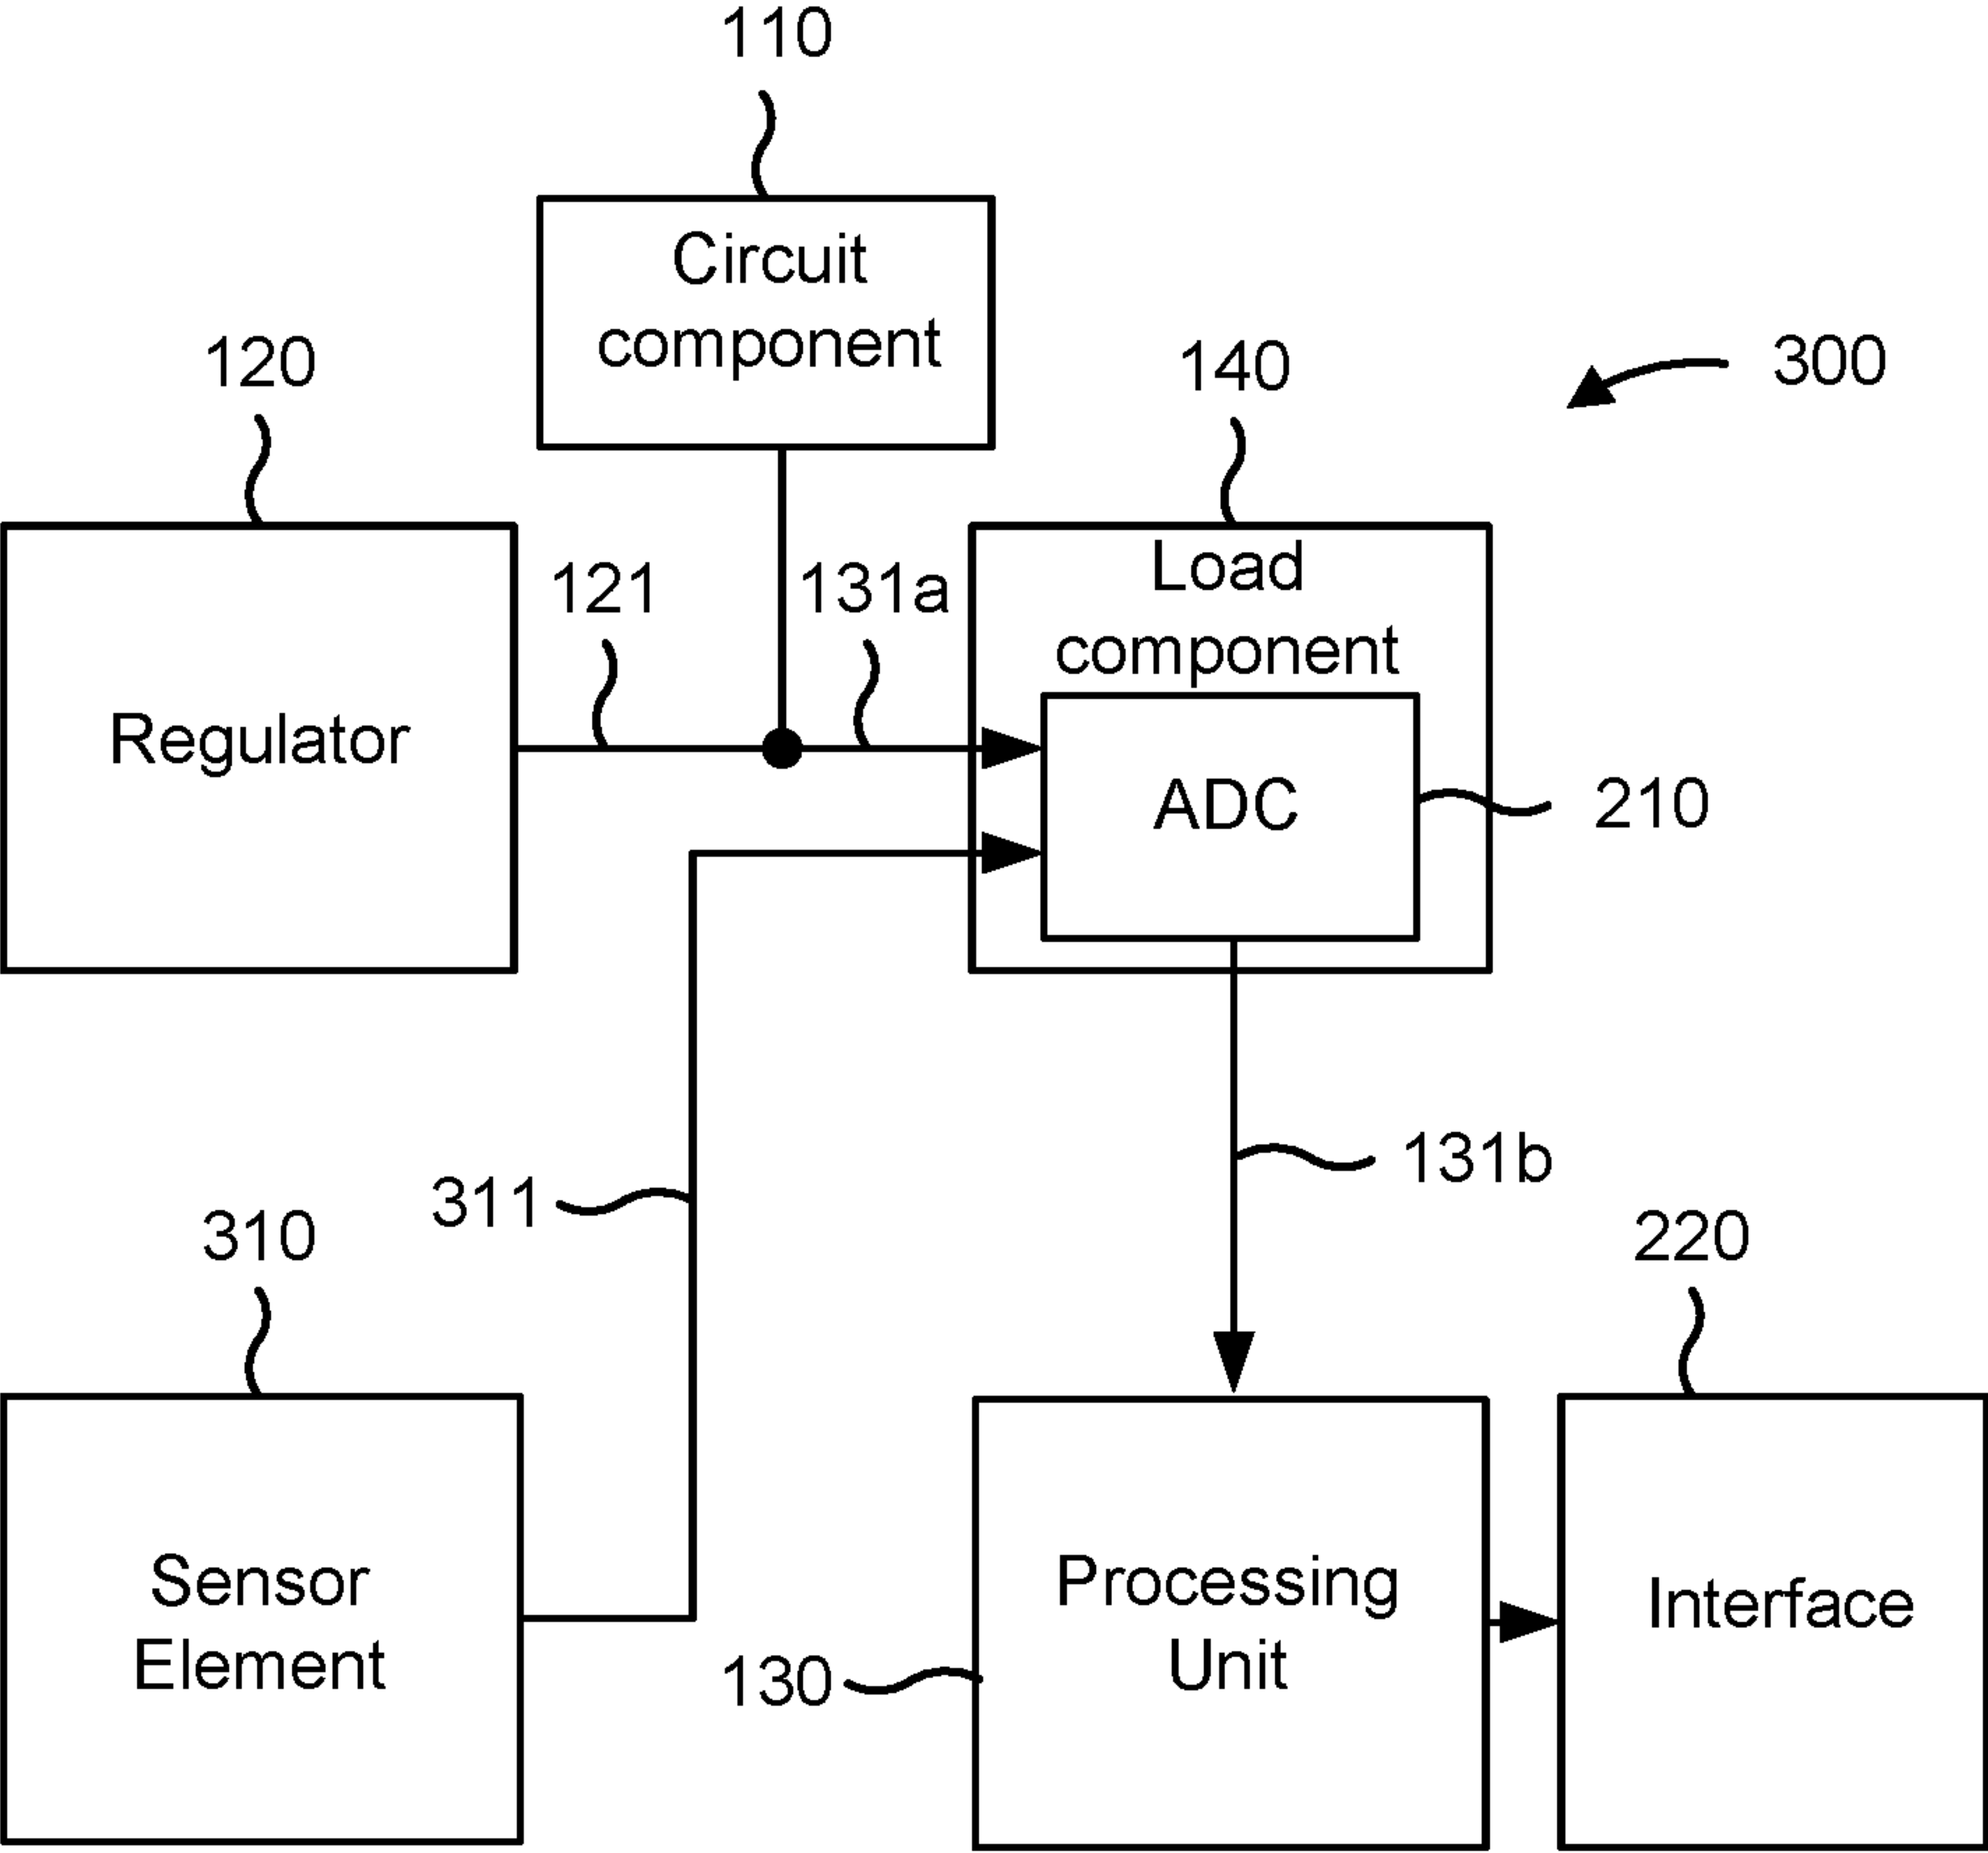 110
Circuit
component
120
140
300
121
131a
Load
component
Regulator
ADC
210
311
131b
310
220
Sensor
Element
130
Processing
Unit
Interface